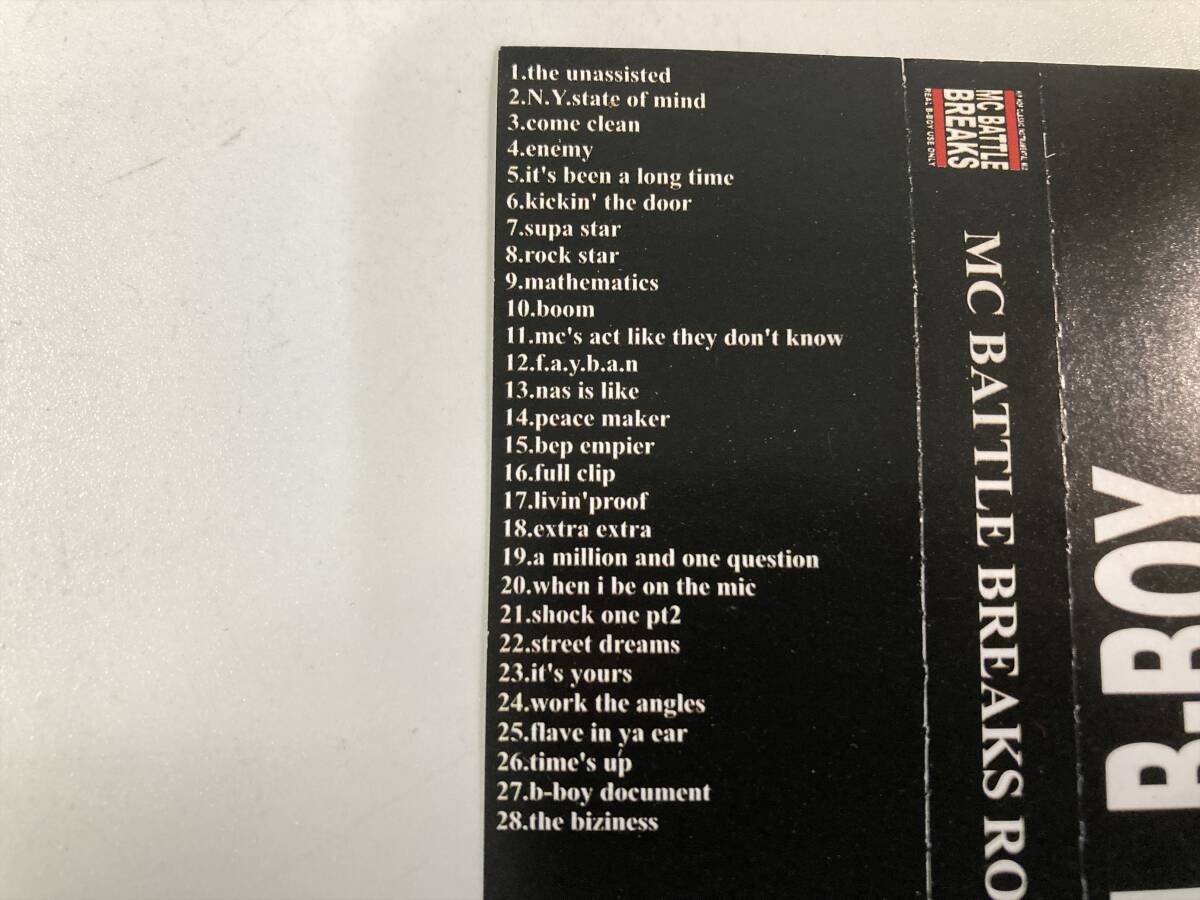 1.the unassisted
2.N.Y.state of mind
3.come clean
4.enemy
5.it's been a long time
6.kickin' the door
7.supa star
8.rock star
9.mathematics
10.boom
11.mc's act like they don't know
12.f.a.y.b.a.n
13.nas is like
14.peace maker
15.bep empier
16.full clip
17.livin'proof
18.extra extra
19.a million and one question
20.when i be on the mic
21.shock one pt2
22.street dreams
23.it's yours
24.work the angles
25.flave in ya ear
26.time's up
27.b-boy document
28.the biziness
MC BATTLE
BREAKS
REAL B-BOY USE ONLY
MC BATTLE BREAKS RO
B-BOY